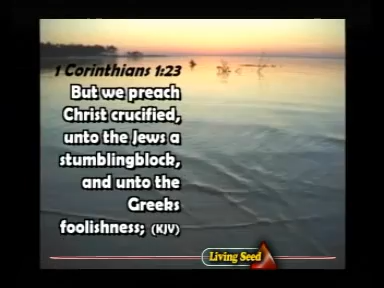 1 Corinthians 1:23
But we preach
Christ crucified,
unto the Jews a
stumblingblock,
and unto the
Greeks
foolishness; (KJV)
Living Seed